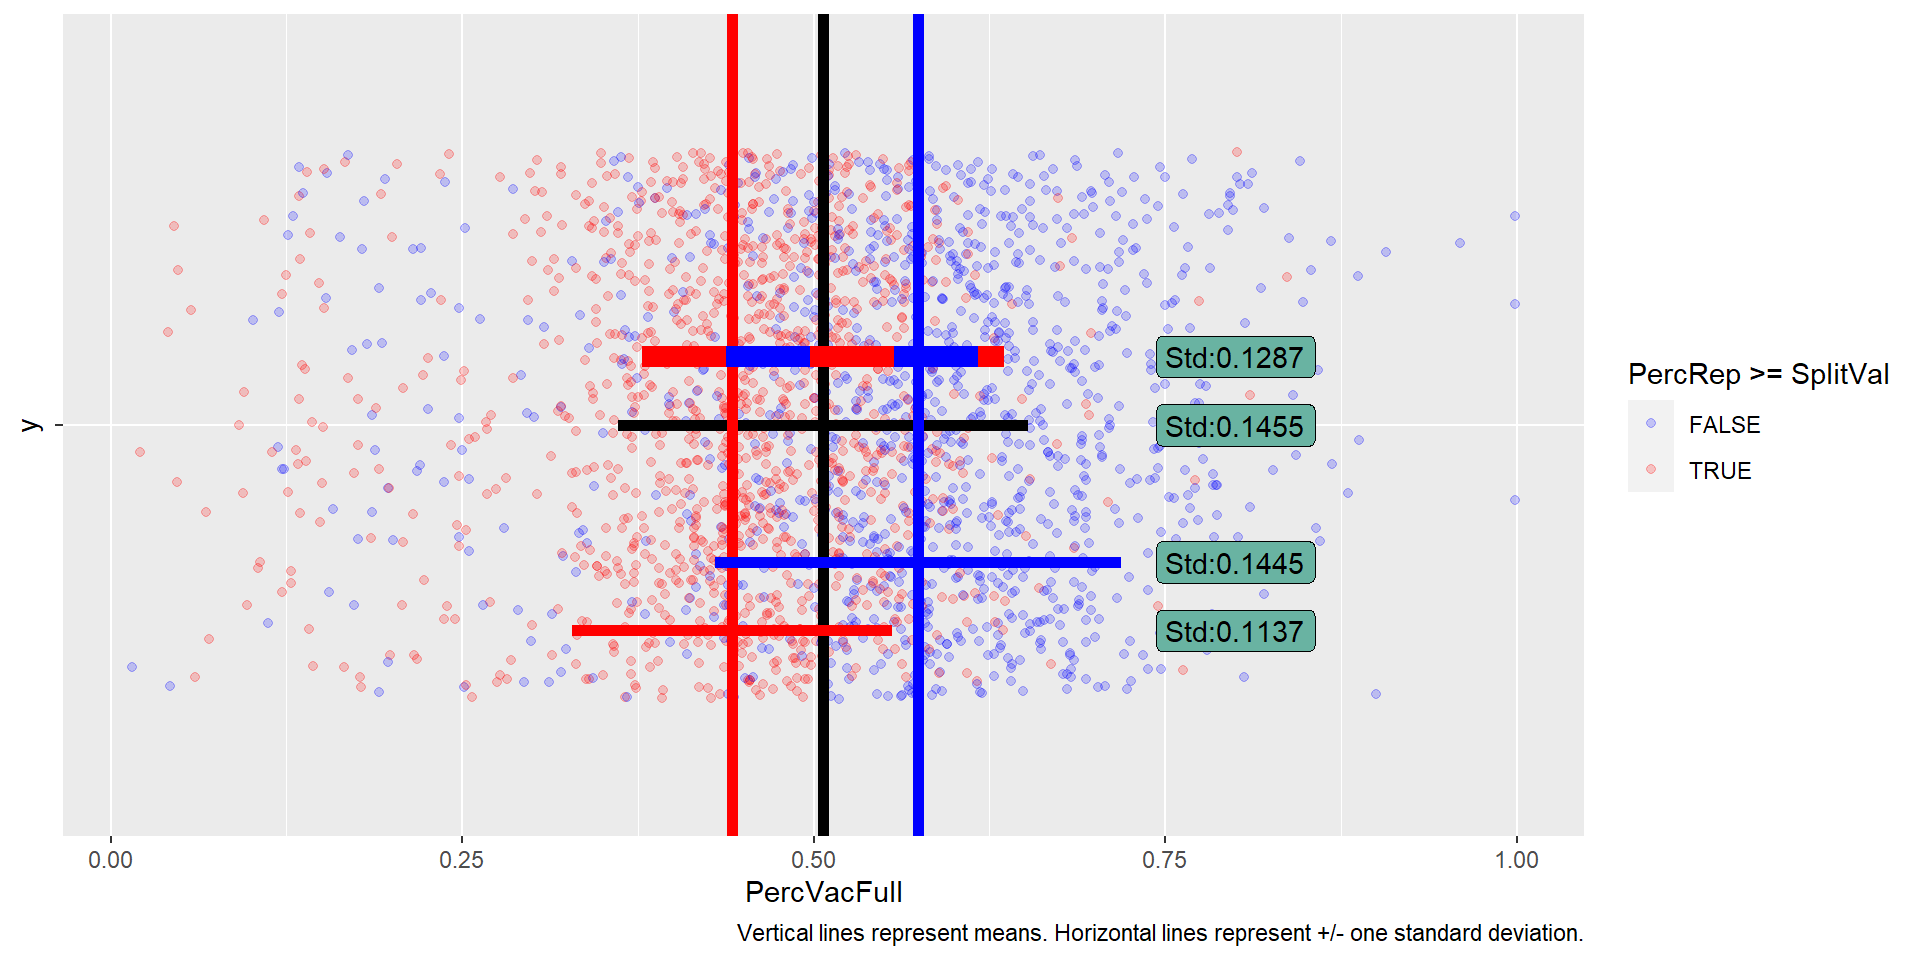 Std:0.1287
Std:0.1455
Std:0.1445
Std:0.1137
y
0.00 0.25 0.50 0.75 1.00
PercVacFull
Vertical lines represent means. Horizontal lines represent +/- one standard deviation.
PercRep >= SplitVal
FALSE
TRUE